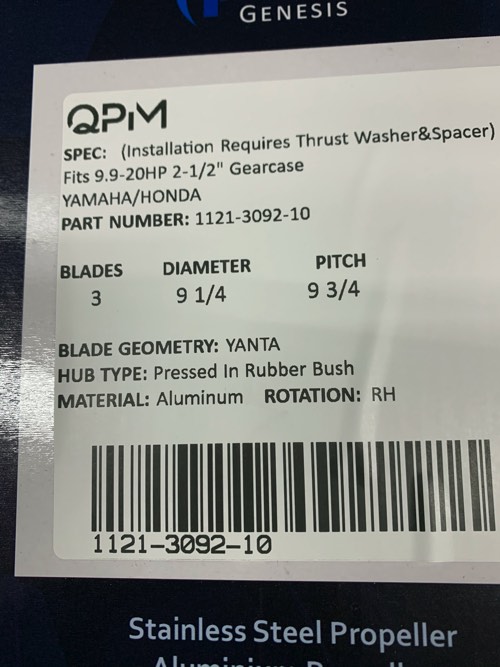 GENESIS
QPM
SPEC: (Installation Requires Thrust Washer&Spacer)
Fits 9.9-20HP 2-1/2" Gearcase
YAMAHA/HONDA
PART NUMBER: 1121-3092-10
BLADES DIAMETER PITCH
3 9 1/4 9 3/4
BLADE GEOMETRY: YANTA
HUB TYPE: Pressed In Rubber Bush
MATERIAL: Aluminum ROTATION: RH
1121-3092-10
Stainless Steel Propeller